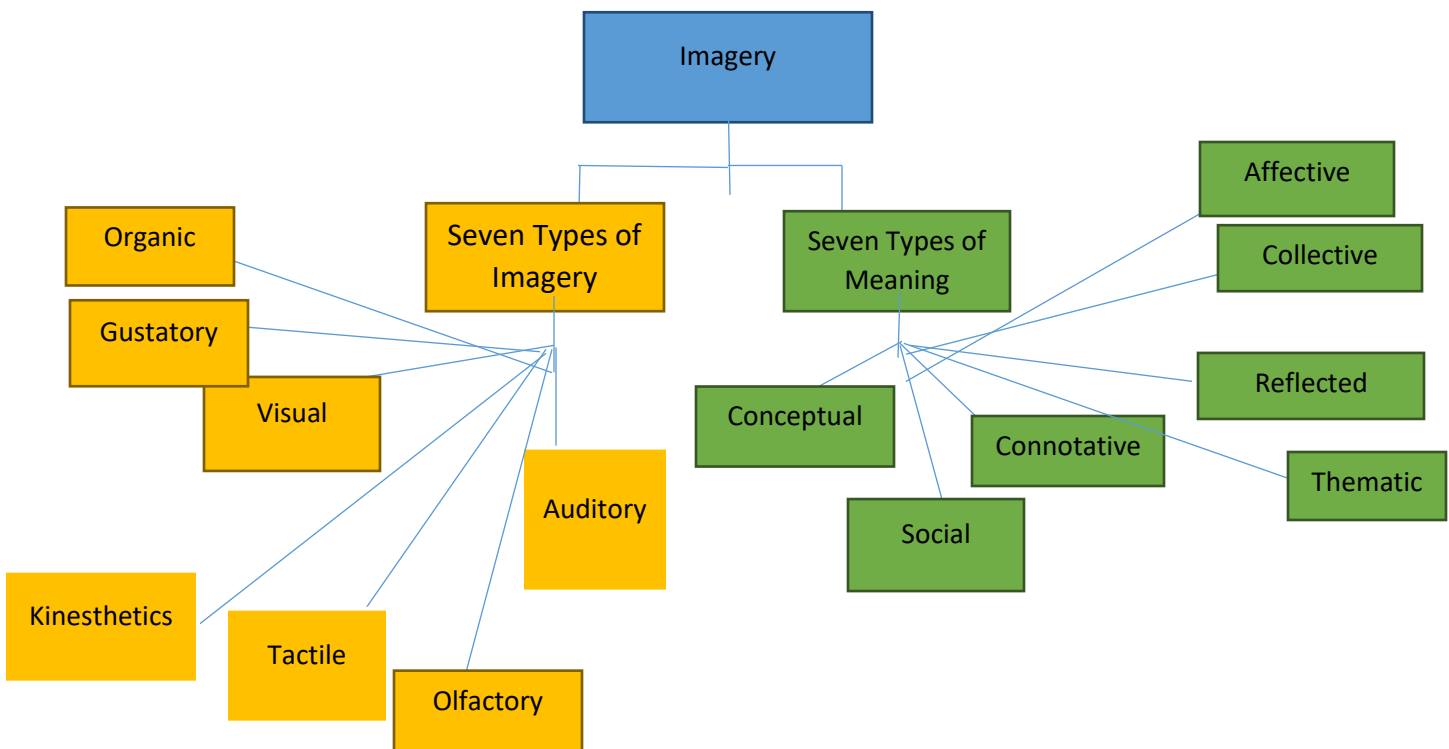 Imagery
Seven Types of
Imagery
Organic
Gustatory
Visual
Auditory
Kinesthetics
Tactile
Olfactory
Seven Types of
Meaning
Affective
Collective
Reflected
Conceptual
Connotative
Thematic
Social